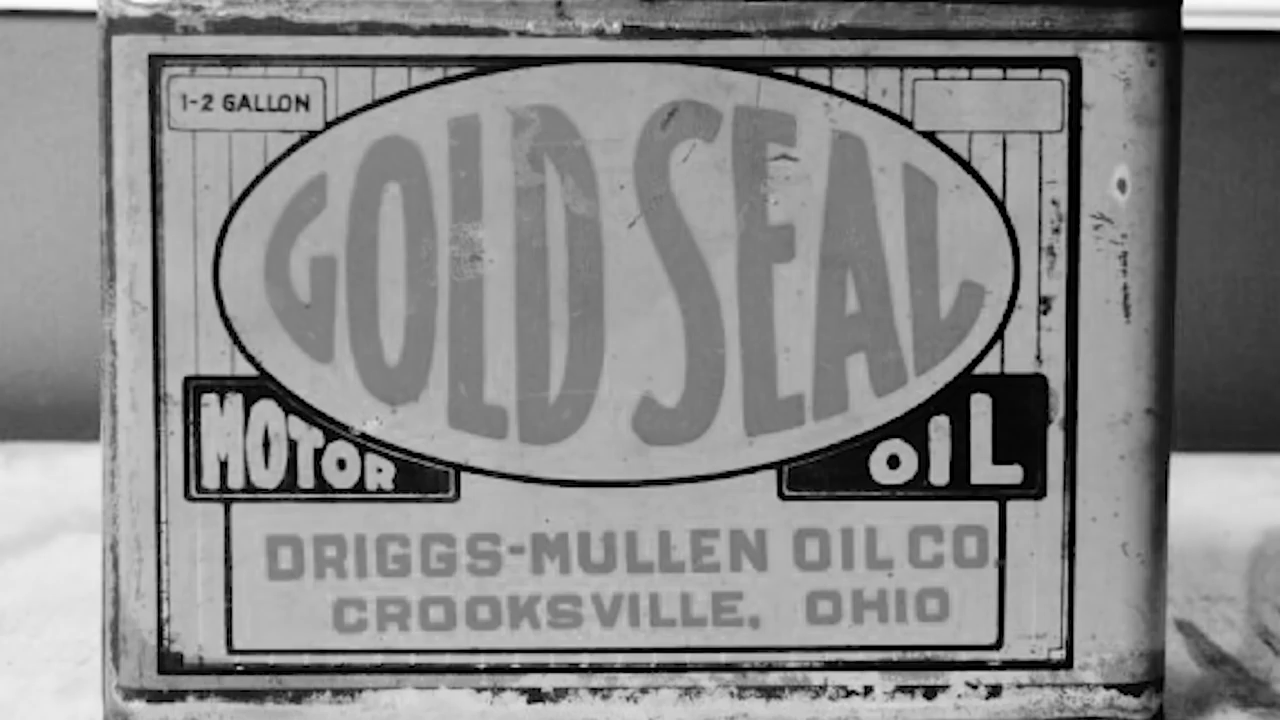 1-2 GALLON
GOLD SEAL
MOTOR OIL
DRIGGS-MULLEN OIL CO.
CROOKSVILLE, OHIO